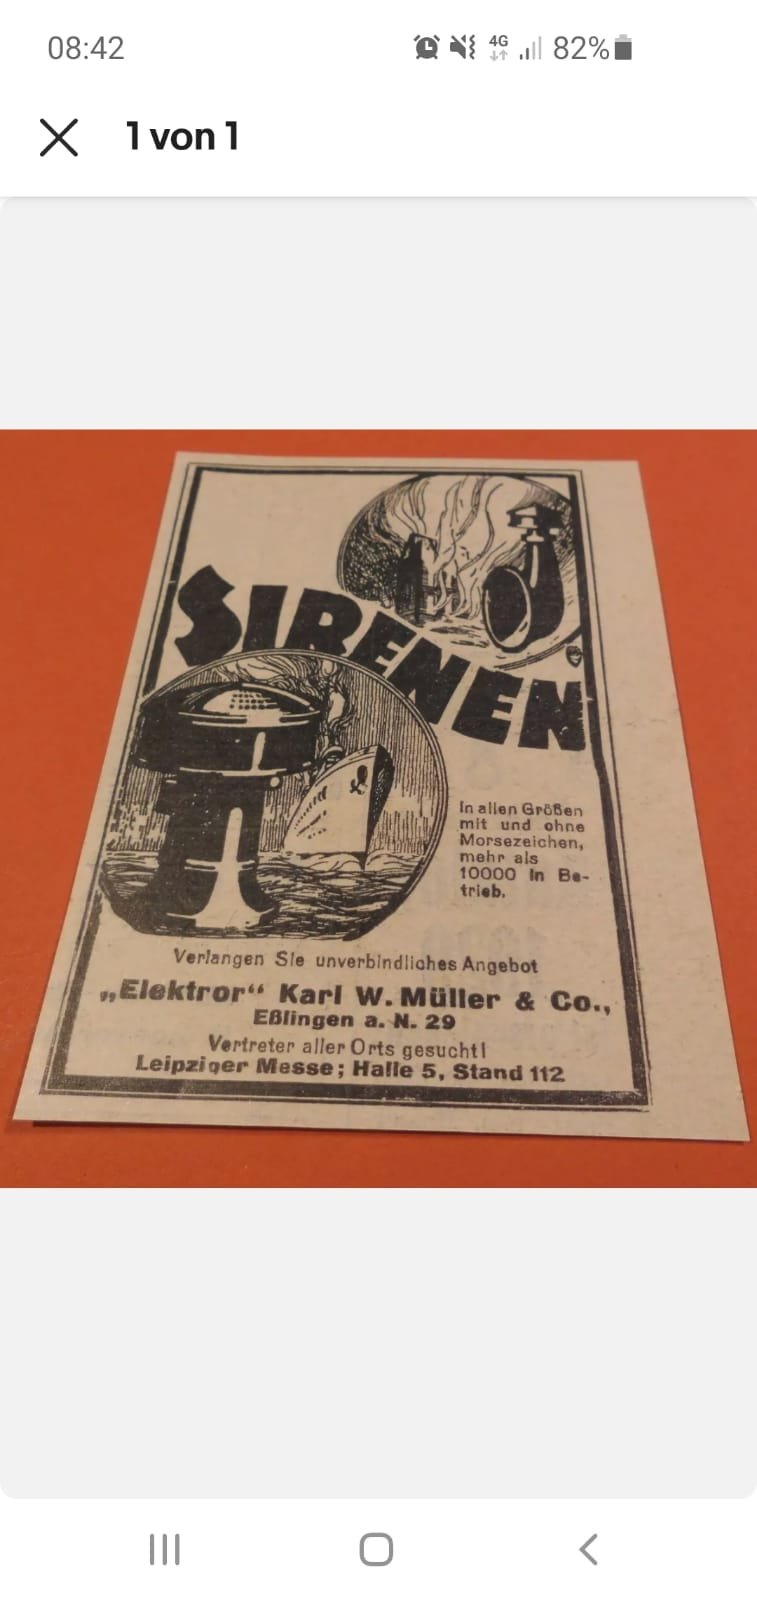 08:42
4G
82%
1 von 1
SIRENEN
In allen Größen
mit und ohne
Morsezeichen,
mehr als
10000 in Be-
trieb.
Verlangen Sie unverbindliches Angebot
„Elektror“ Karl W. Müller & Co.,
Eßlingen a. N. 29
Vertreter aller Orts gesucht!
Leipziger Messe; Halle 5, Stand 112